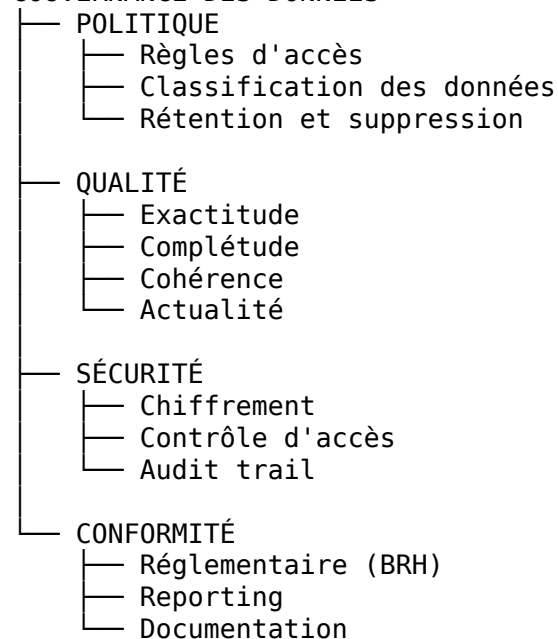 ├── POLITIQUE
│   ├── Règles d'accès
│   ├── Classification des données
│   └── Rétention et suppression
│
├── QUALITÉ
│   ├── Exactitude
│   ├── Complétude
│   ├── Cohérence
│   └── Actualité
│
├── SÉCURITÉ
│   ├── Chiffrement
│   ├── Contrôle d'accès
│   └── Audit trail
│
└── CONFORMITÉ
    ├── Réglementaire (BRH)
    ├── Reporting
    └── Documentation